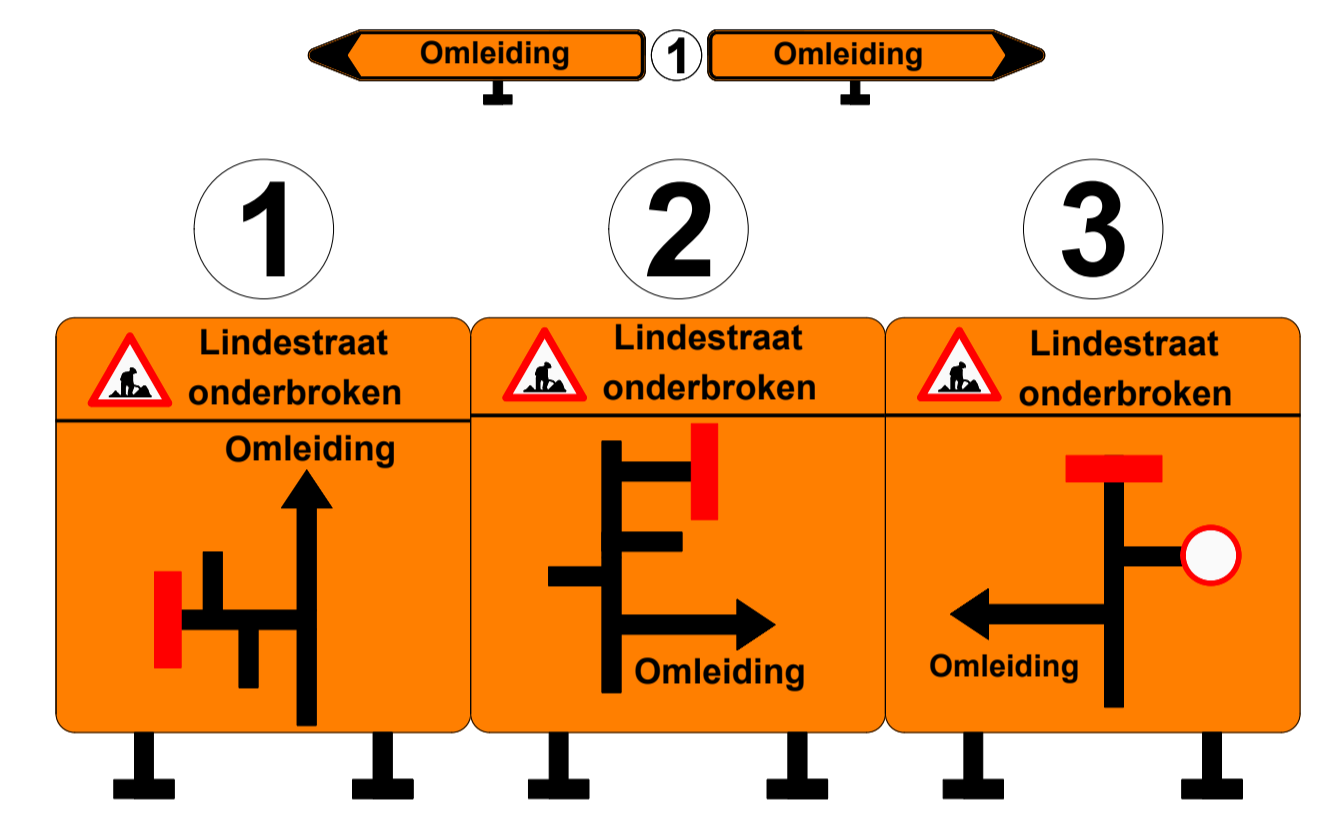 Omleiding 1 Omleiding
1 2 3
Lindestraat
onderbroken
Omleiding
Lindestraat
onderbroken
Omleiding
Lindestraat
onderbroken
Omleiding